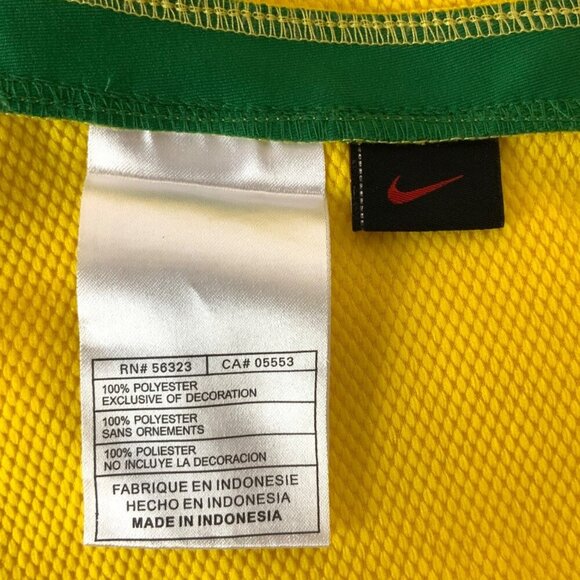 RN# 56323 CA# 05553
100% POLYESTER
EXCLUSIVE OF DECORATION
100% POLYESTER
SANS ORNEMENTS
100% POLIESTER
NO INCLUYE LA DECORACION
FABRIQUE EN INDONESIE
HECHO EN INDONESIA
MADE IN INDONESIA